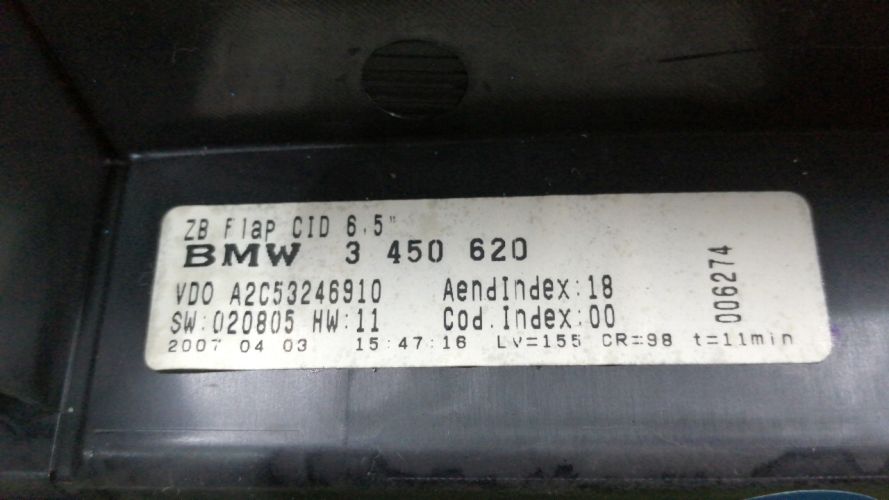 ZB Flap CID 6,5"
BMW 3 450 620
VDO A2C53246910 AendIndex:18
SW:020805 HW:11 Cod.Index:00
2007 04 03 15:47:16 Lv=155 CR=98 t=11min
006274